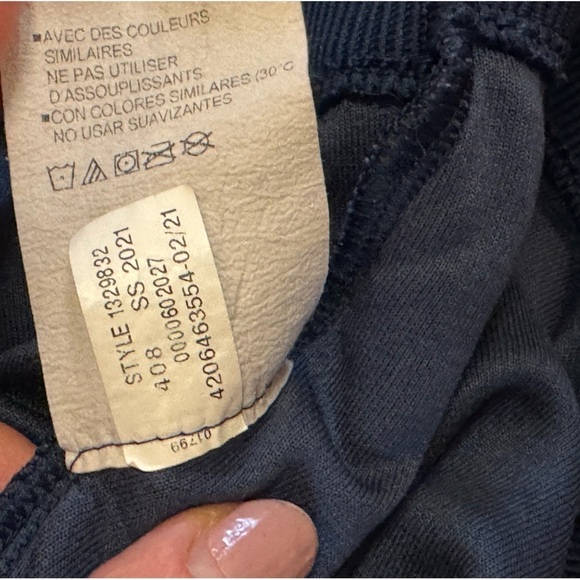 ■AVEC DES COULEURS
SIMILAIRES
NE PAS UTILISER
D'ASSOUPLISSANTS
■CON COLORES SIMILARES (30°C
NO USAR SUAVIZANTES
STYLE 1329832
SS 2021
408
0000602027
4206463554-02/21
01799